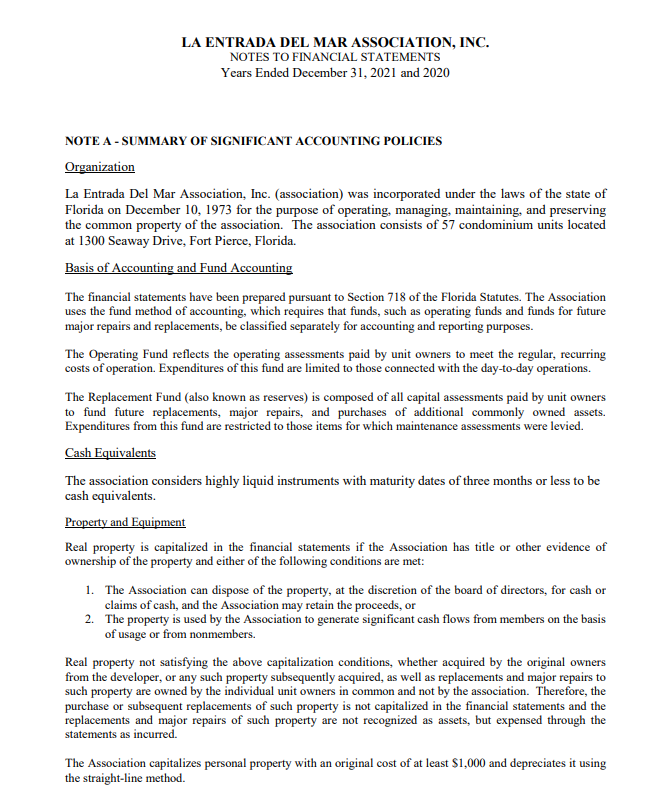 LA ENTRADA DEL MAR ASSOCIATION, INC.
NOTES TO FINANCIAL STATEMENTS
Years Ended December 31, 2021 and 2020
NOTE A - SUMMARY OF SIGNIFICANT ACCOUNTING POLICIES
Organization
La Entrada Del Mar Association, Inc. (association) was incorporated under the laws of the state of
Florida on December 10, 1973 for the purpose of operating, managing, maintaining, and preserving
the common property of the association. The association consists of 57 condominium units located
at 1300 Seaway Drive, Fort Pierce, Florida.
Basis of Accounting and Fund Accounting
The financial statements have been prepared pursuant to Section 718 of the Florida Statutes. The Association
uses the fund method of accounting, which requires that funds, such as operating funds and funds for future
major repairs and replacements, be classified separately for accounting and reporting purposes.
The Operating Fund reflects the operating assessments paid by unit owners to meet the regular, recurring
costs of operation. Expenditures of this fund are limited to those connected with the day-to-day operations.
The Replacement Fund (also known as reserves) is composed of all capital assessments paid by unit owners
to fund future replacements, major repairs, and purchases of additional commonly owned assets.
Expenditures from this fund are restricted to those items for which maintenance assessments were levied.
Cash Equivalents
The association considers highly liquid instruments with maturity dates of three months or less to be
cash equivalents.
Property and Equipment
Real property is capitalized in the financial statements if the Association has title or other evidence of
ownership of the property and either of the following conditions are met:
1. The Association can dispose of the property, at the discretion of the board of directors, for cash or
claims of cash, and the Association may retain the proceeds, or
2. The property is used by the Association to generate significant cash flows from members on the basis
of usage or from nonmembers.
Real property not satisfying the above capitalization conditions, whether acquired by the original owners
from the developer, or any such property subsequently acquired, as well as replacements and major repairs to
such property are owned by the individual unit owners in common and not by the association. Therefore, the
purchase or subsequent replacements of such property is not capitalized in the financial statements and the
replacements and major repairs of such property are not recognized as assets, but expensed through the
statements as incurred.
The Association capitalizes personal property with an original cost of at least $1,000 and depreciates it using
the straight-line method.